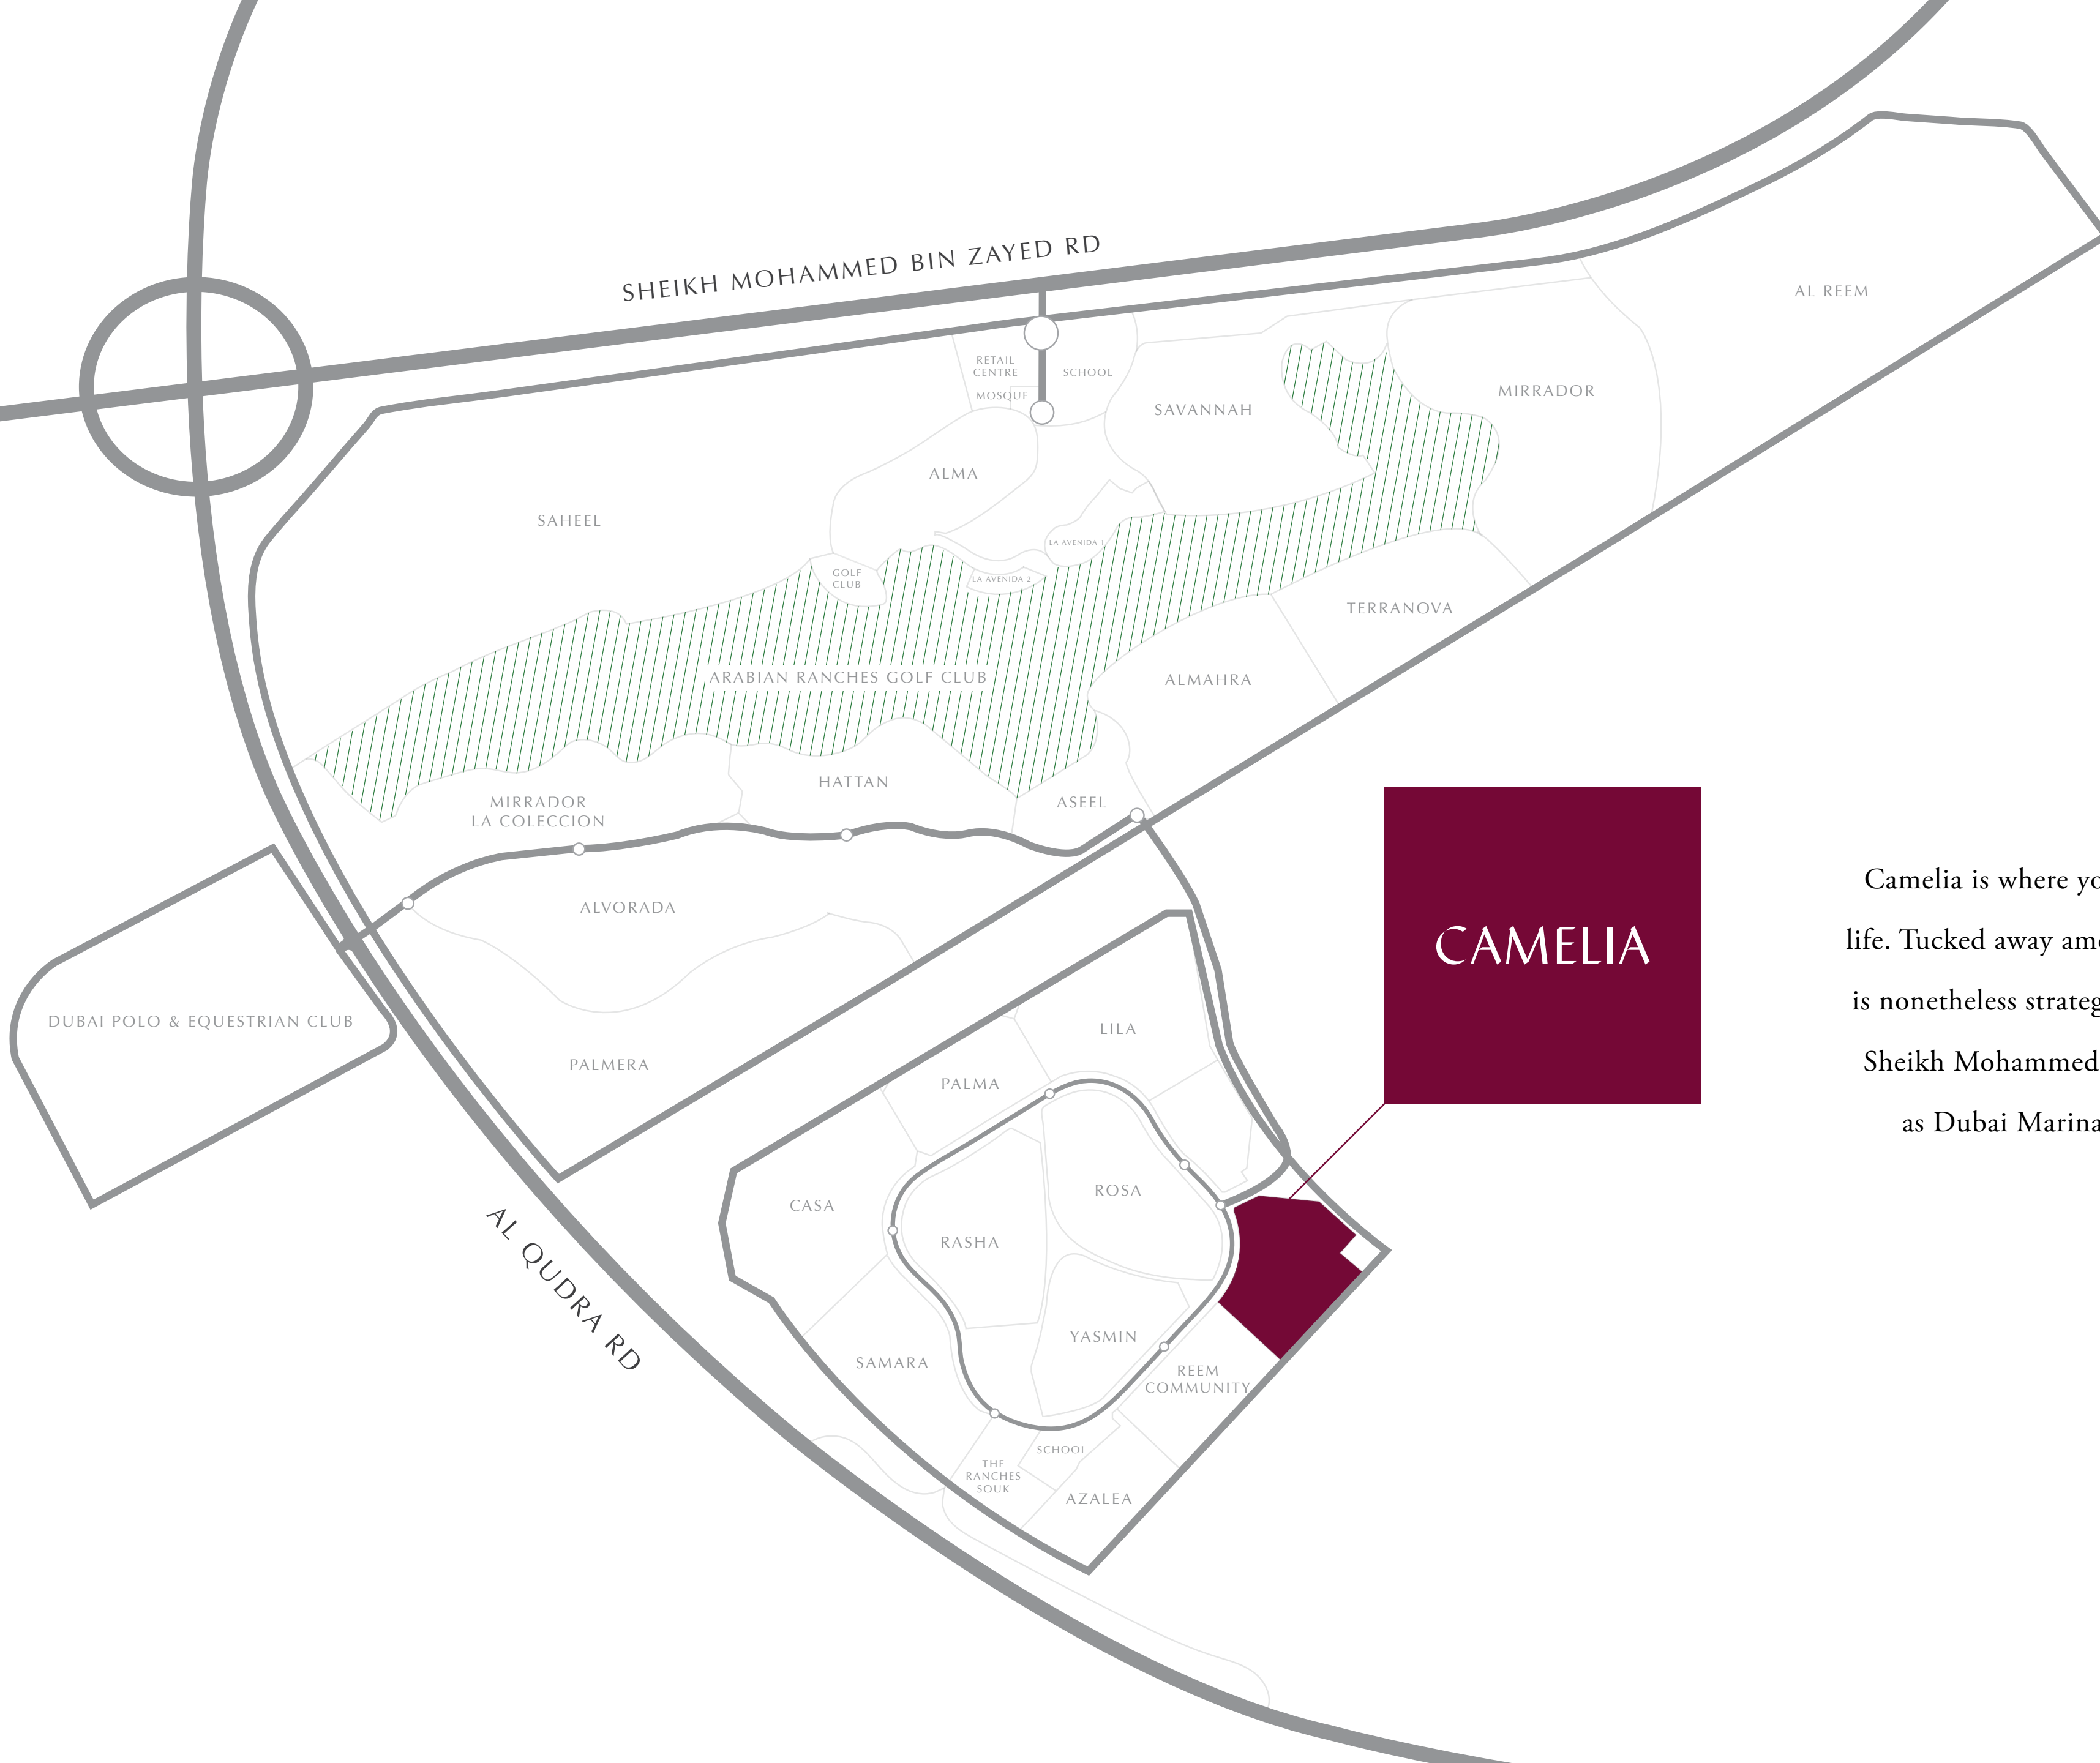 SHEIKH MOHAMMED BIN ZAYED RD
AL REEM
RETAIL
CENTRE
SCHOOL
MOSQUE
MIRRADOR
SAVANNAH
ALMA
SAHEEL
LA AVENIDA 1
GOLF
CLUB
LA AVENIDA 2
TERRANOVA
ARABIAN RANCHES GOLF CLUB
ALMAHRA
HATTAN
MIRRADOR
LA COLECCION
ASEEL
ALVORADA
DUBAI POLO & EQUESTRIAN CLUB
PALMERA
LILA
PALMA
CASA
ROSA
RASHA
YASMIN
SAMARA
REEM
COMMUNITY
SCHOOL
THE
RANCHES
SOUK
AZALEA
AL QUDRA RD
CAMELIA
Camelia is where
life. Tucked away
is nonetheless
Sheikh Mohammed
as Dubai Marina